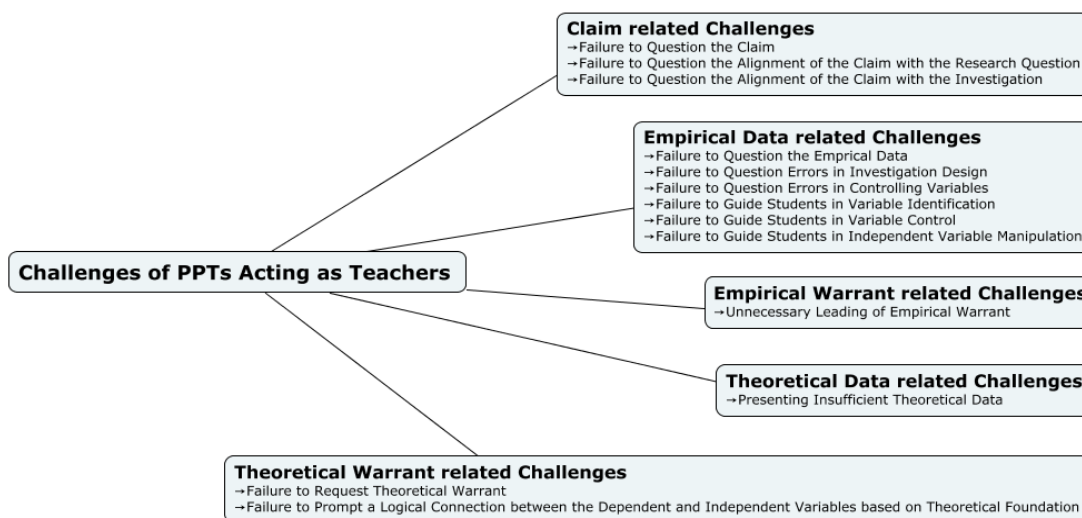 Claim related Challenges
→Failure to Question the Claim
→Failure to Question the Alignment of the Claim with the Research Question
→Failure to Question the Alignment of the Claim with the Investigation
Empirical Data related Challenges
→Failure to Question the Emprical Data
→Failure to Question Errors in Investigation Design
→Failure to Question Errors in Controlling Variables
→Failure to Guide Students in Variable Identification
→Failure to Guide Students in Variable Control
→Failure to Guide Students in Independent Variable Manipulation
Challenges of PPTs Acting as Teachers
Empirical Warrant related Challenges
→Unnecessary Leading of Empirical Warrant
Theoretical Data related Challenges
→Presenting Insufficient Theoretical Data
Theoretical Warrant related Challenges
→Failure to Request Theoretical Warrant
→Failure to Prompt a Logical Connection between the Dependent and Independent Variables based on Theoretical Foundation